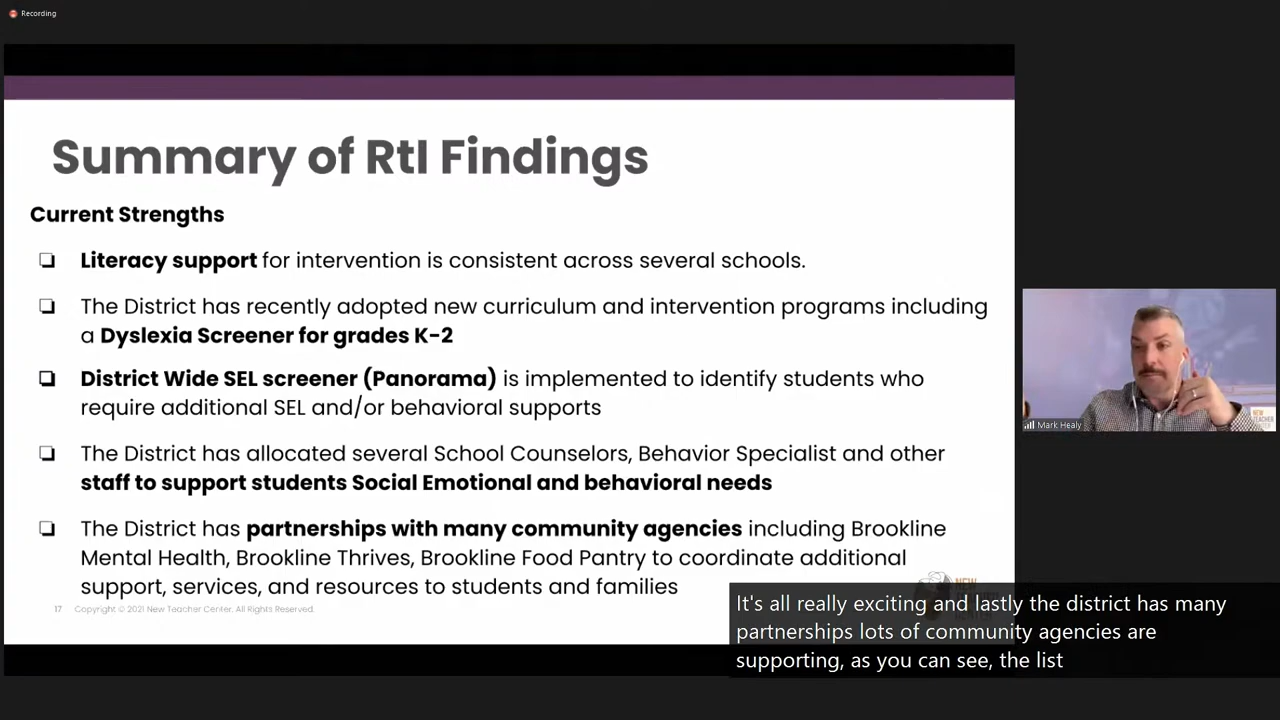 Recording
Summary of RtI Findings
Current Strengths
Literacy support for intervention is consistent across several schools.
The District has recently adopted new curriculum and intervention programs including
a Dyslexia Screener for grades K-2
District Wide SEL screener (Panorama) is implemented to identify students who
require additional SEL and/or behavioral supports
The District has allocated several School Counselors, Behavior Specialist and other
staff to support students Social Emotional and behavioral needs
The District has partnerships with many community agencies including Brookline
Mental Health, Brookline Thrives, Brookline Food Pantry to coordinate additional
support, services, and resources to students and families
17 Copyright © 2021 New Teacher Center. All Rights Reserved.
Mark Healy
NEW
TEACHER
It's all really exciting and lastly the district has many
partnerships lots of community agencies are
supporting, as you can see, the list